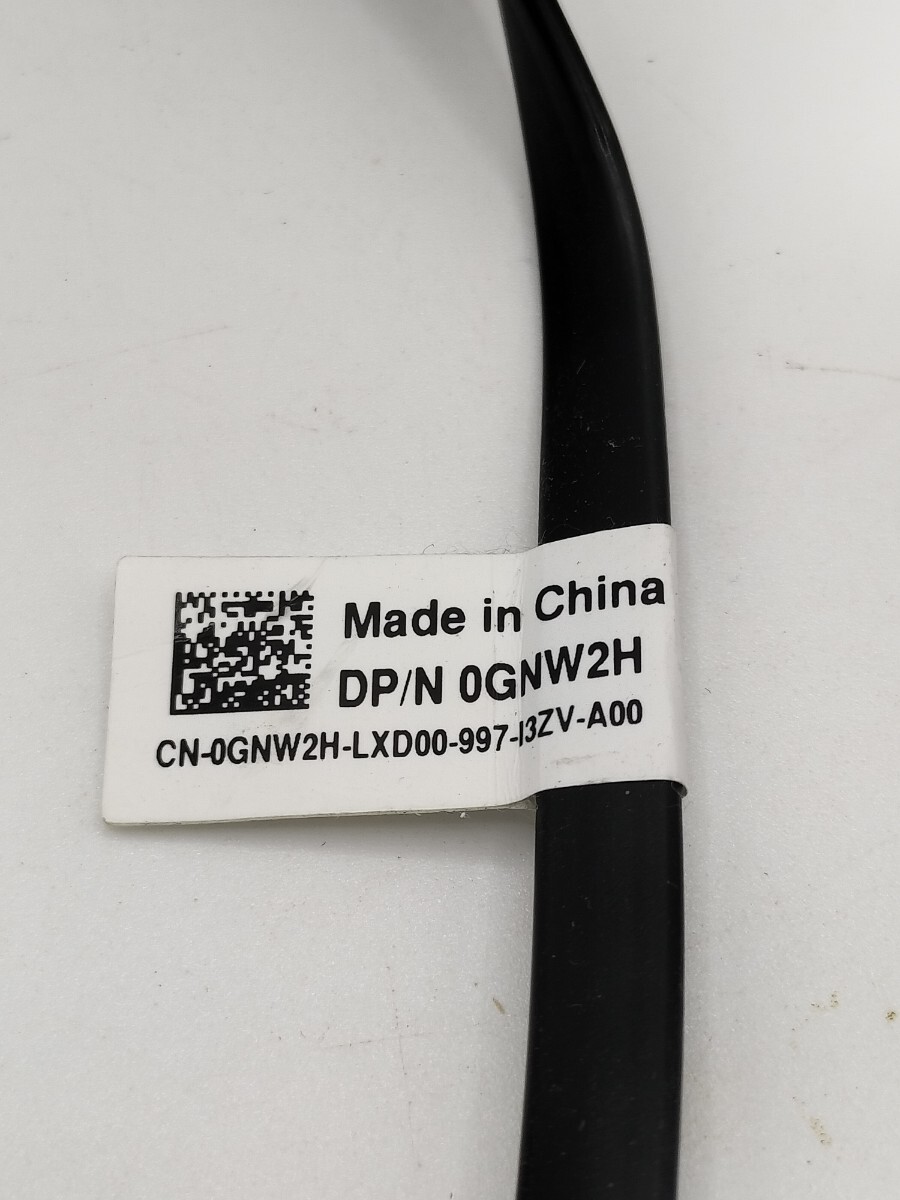 Made in China
DP/N 0GNW2H
CN-0GNW2H-LXD00-997-I3ZV-A00